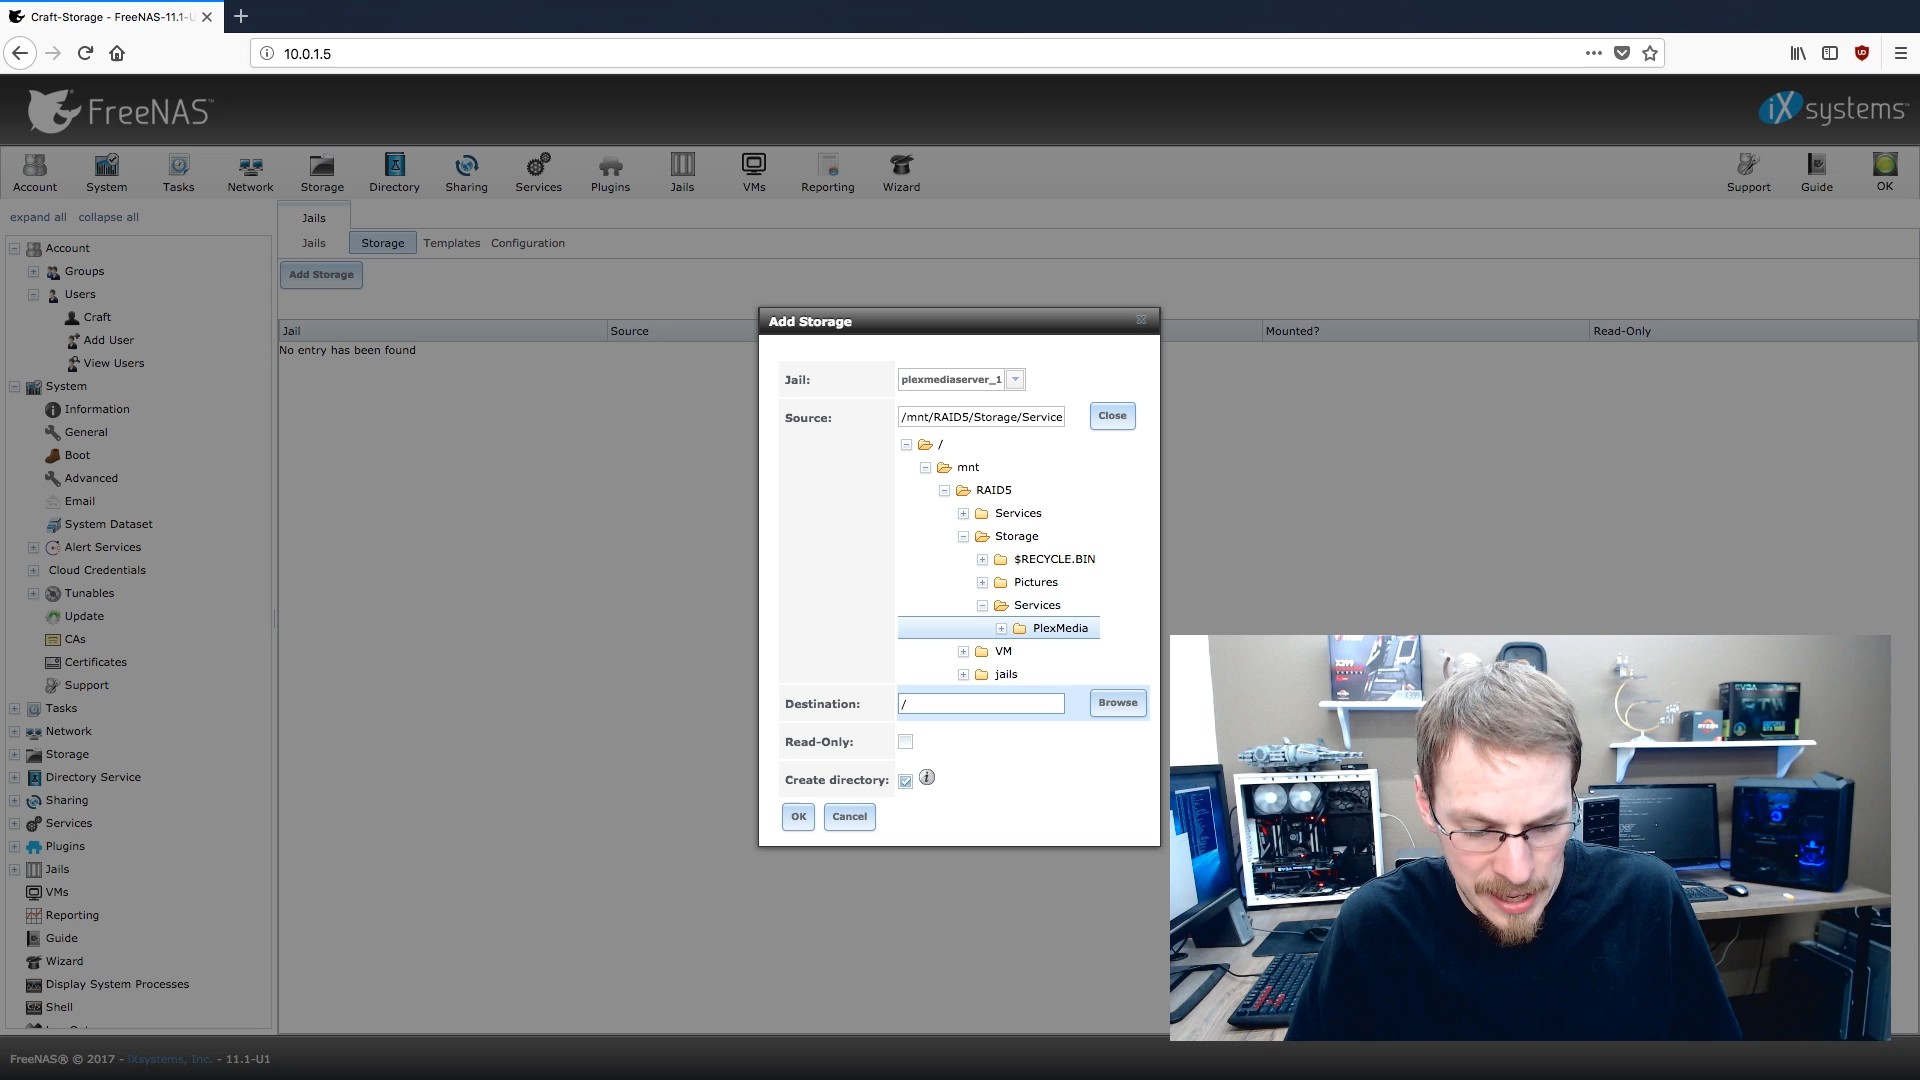 Craft-Storage - FreeNAS-11.1-U
10.0.1.5
FreeNAS™
iXsystems™
Account
System
Tasks
Network
Storage
Directory
Sharing
Services
Plugins
Jails
VMs
Reporting
Wizard
Support
Guide
OK
expand all collapse all
Account
Groups
Users
Craft
Add User
View Users
System
Information
General
Boot
Advanced
Email
System Dataset
Alert Services
Cloud Credentials
Tunables
Update
CAs
Certificates
Support
Tasks
Network
Storage
Directory Service
Sharing
Services
Plugins
Jails
VMs
Reporting
Guide
Wizard
Display System Processes
Shell
Jails
Jails Storage Templates Configuration
Add Storage
Jail Source Mounted? Read-Only
No entry has been found
Add Storage
Jail: plexmediaserver_1
Source: /mnt/RAID5/Storage/Service Close
/
mnt
RAID5
Services
Storage
$RECYCLE.BIN
Pictures
Services
PlexMedia
VM
jails
Destination: / Browse
Read-Only:
Create directory:
OK Cancel
X399
EVGA
RYZEN
FreeNAS® © 2017 - iXsystems, Inc. - 11.1-U1